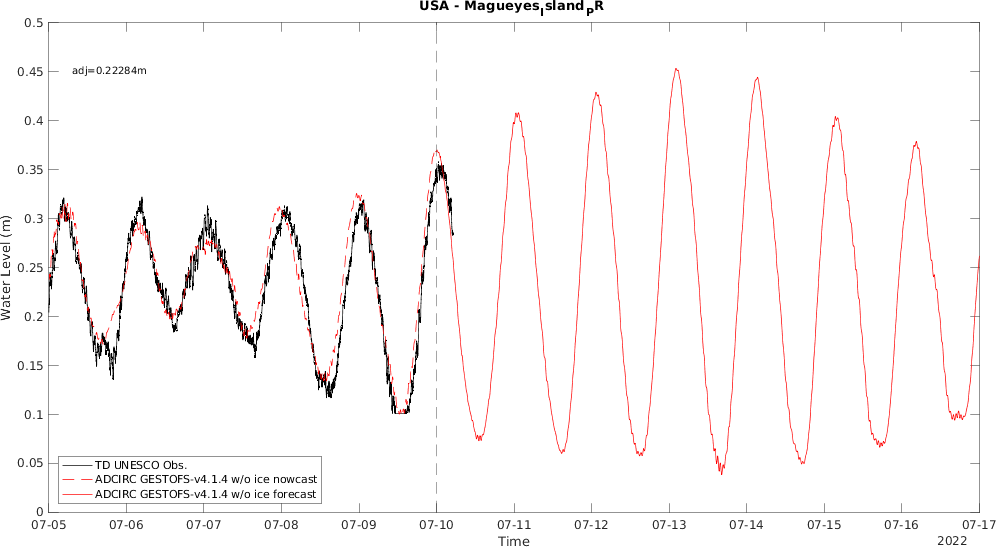 USA - Magueyes_Island_PR
0.5
0.45
0.4
0.35
0.3
0.25
0.2
0.15
0.1
0.05
0
Water Level (m)
adj=0.22284m
TD UNESCO Obs.
ADCIRC GESTOFS-v4.1.4 w/o ice nowcast
ADCIRC GESTOFS-v4.1.4 w/o ice forecast
07-05 07-06 07-07 07-08 07-09 07-10 07-11 07-12 07-13 07-14 07-15 07-16 07-17
Time
2022